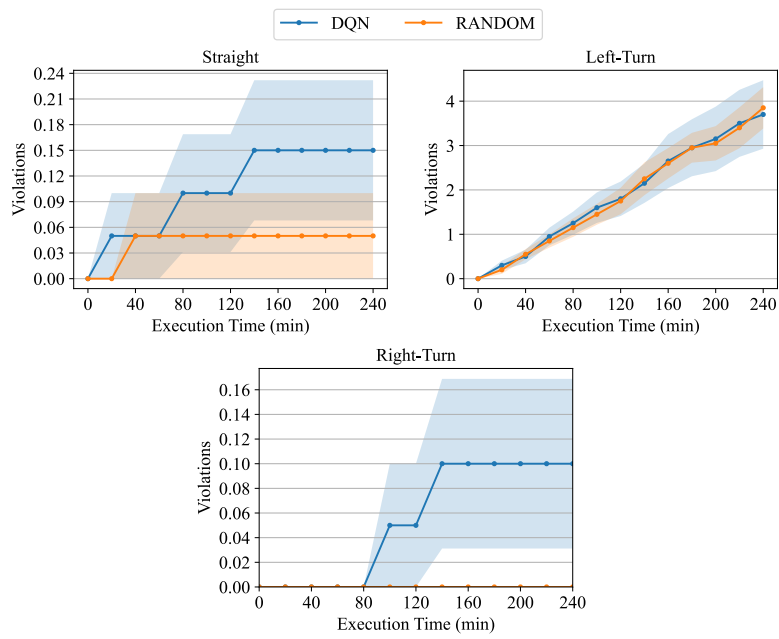 DQN RANDOM
Straight
0.24
0.21
0.18
0.15
0.12
0.09
0.06
0.03
0.00
Violations
0 40 80 120 160 200 240
Execution Time (min)
Left-Turn
4
3
2
1
0
Violations
0 40 80 120 160 200 240
Execution Time (min)
Right-Turn
0.16
0.14
0.12
0.10
0.08
0.06
0.04
0.02
0.00
Violations
0 40 80 120 160 200 240
Execution Time (min)